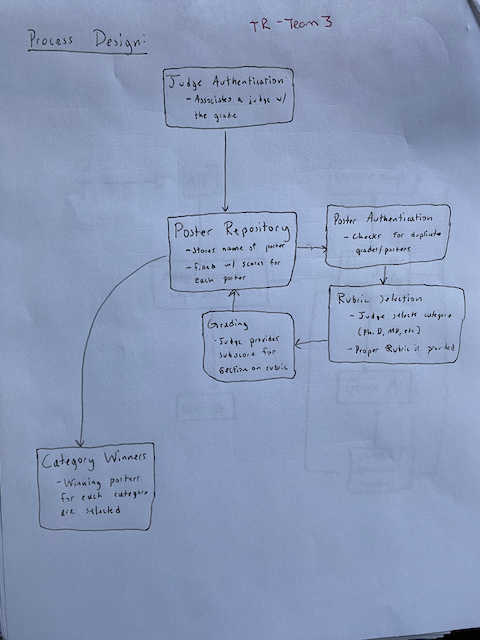 TR - Team 3
Process Design:
Judge Authentication:
- Associates a judge w/
the grade
Poster Repository
- Stores name of poster
- fixed w/ scores for
each poster
Poster Authentication
- Checks for duplicate
grades/posters
Rubric Selection
- Judge selects category
(Ph.D, MD, etc)
- Proper Rubric is provided
Grading
- Judge provides
subscore for
section on rubric
Category Winners
- Winning posters
for each category
are selected